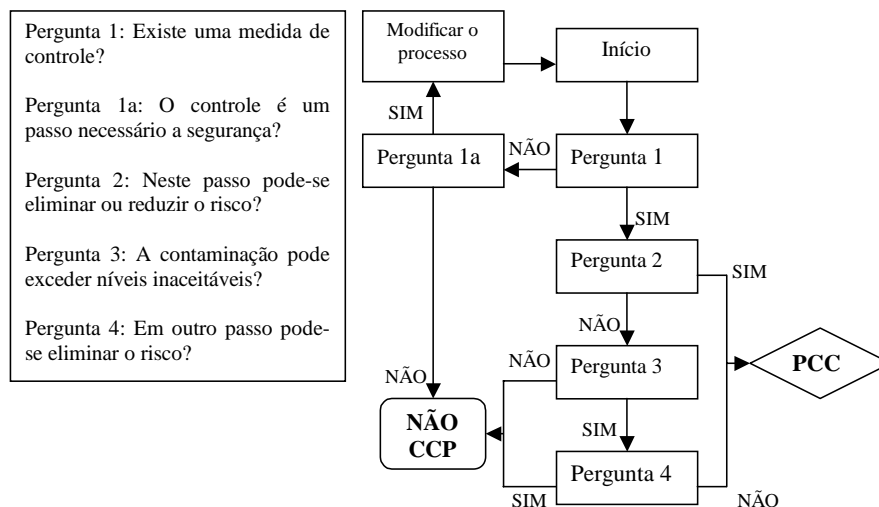 Pergunta 1: Existe uma medida de
controle?
Pergunta 1a: O controle é um
passo necessário a segurança?
Pergunta 2: Neste passo pode-se
eliminar ou reduzir o risco?
Pergunta 3: A contaminação pode
exceder níveis inaceitáveis?
Pergunta 4: Em outro passo pode-
se eliminar o risco?
Modificar o
processo
Início
SIM
Pergunta 1a
NÃO
Pergunta 1
SIM
Pergunta 2
SIM
NÃO
NÃO
NÃO
Pergunta 3
PCC
NÃO
CCP
SIM
Pergunta 4
SIM
NÃO